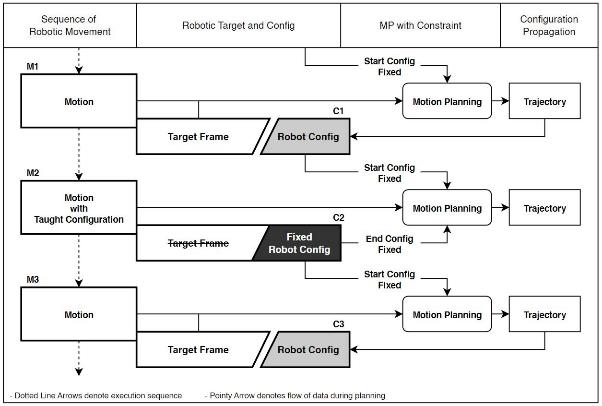 Sequence of
Robotic Movement
Robotic Target and Config
MP with Constraint
Configuration
Propagation
M1
Motion
Start Config
Fixed
Motion Planning
Trajectory
C1
Target Frame
Robot Config
M2
Motion
with
Taught Configuration
Start Config
Fixed
Motion Planning
Trajectory
C2
Target Frame
Fixed
Robot Config
End Config
Fixed
M3
Motion
Start Config
Fixed
Motion Planning
Trajectory
C3
Target Frame
Robot Config
- Dotted Line Arrows denote execution sequence
- Pointy Arrow denotes flow of data during planning